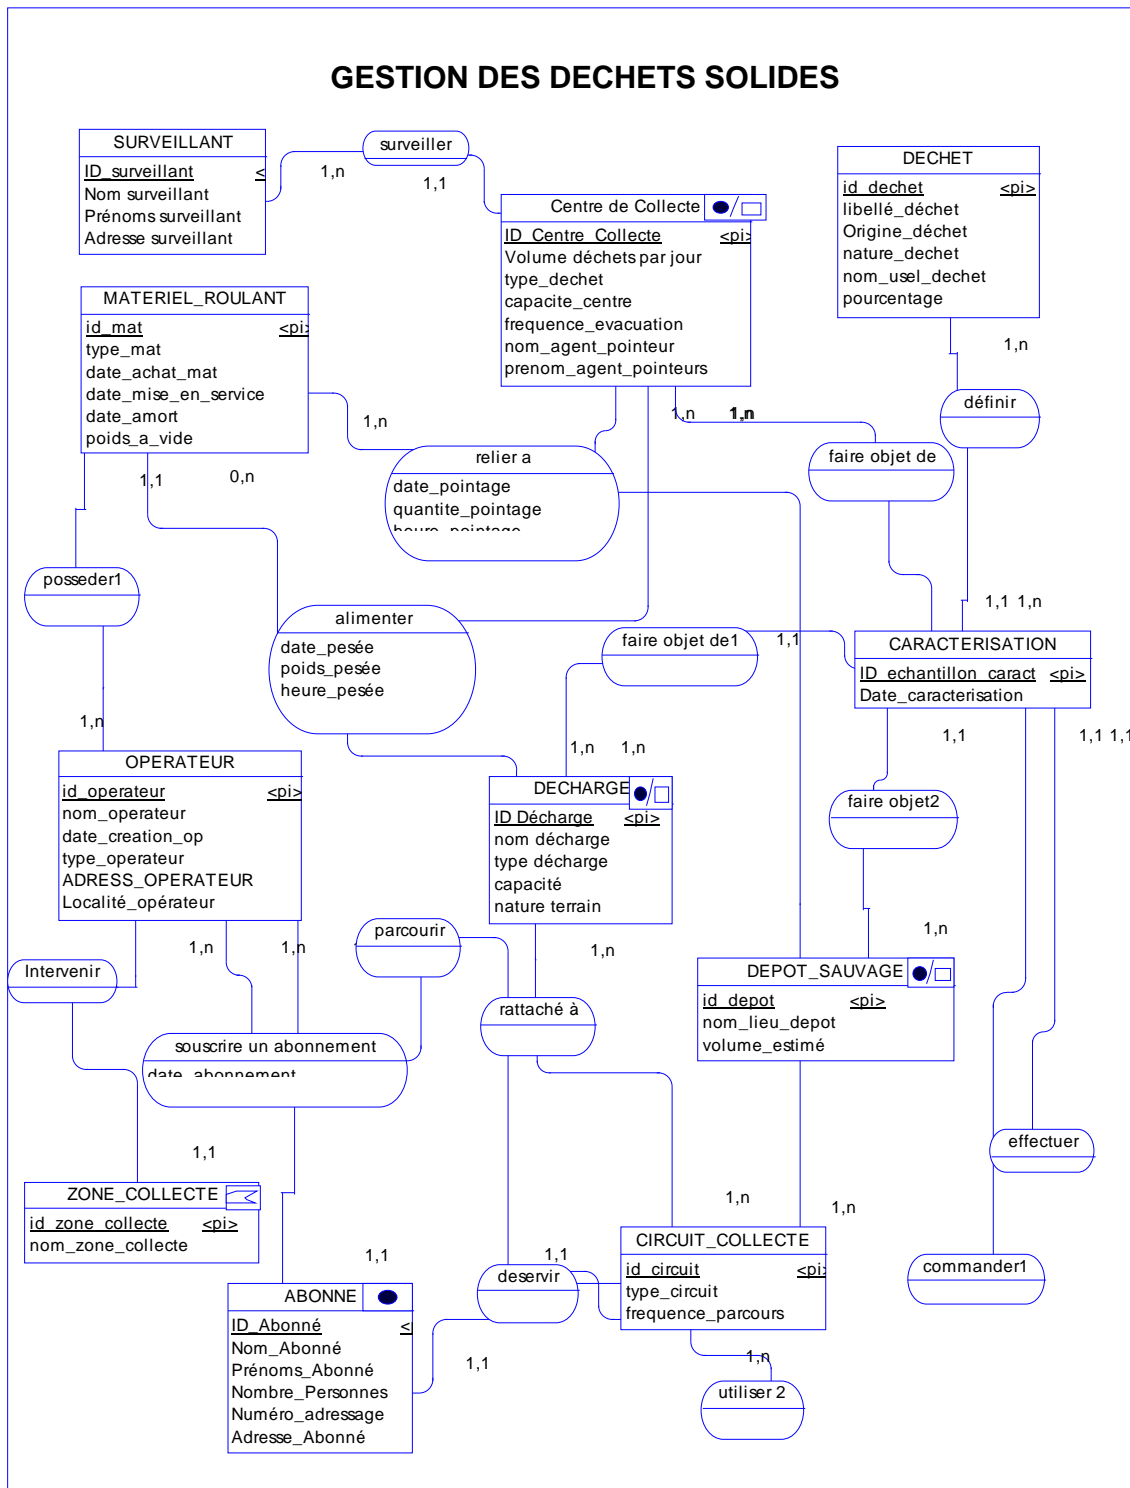 GESTION DES DECHETS SOLIDES
SURVEILLANT
ID_surveillant <
Nom surveillant
Prénoms surveillant
Adresse surveillant
surveiller
1,n
1,1
Centre de Collecte
ID_Centre_Collecte <pi>
Volume déchets par jour
type_dechet
capacite_centre
frequence_evacuation
nom_agent_pointeur
prenom_agent_pointeurs
DECHET
id_dechet <pi>
libellé_déchet
Origine_déchet
nature_dechet
nom_usel_dechet
pourcentage
1,n
MATERIEL_ROULANT
id_mat <pi>
type_mat
date_achat_mat
date_mise_en_service
date_amort
poids_a_vide
1,n
1,n
1,n
définir
faire objet de
relier a
date_pointage
quantite_pointage
heure_pointage
1,1
0,n
posseder1
alimenter
date_pesée
poids_pesée
heure_pesée
faire objet de1
1,1
1,1 1,n
CARACTERISATION
ID_echantillon_caract <pi>
Date_caracterisation
1,n
1,n
1,n
1,1
1,1 1,1
OPERATEUR
id_operateur <pi>
nom_operateur
date_creation_op
type_operateur
ADRESS_OPERATEUR
Localité_opérateur
DECHARGE
ID Décharge <pi>
nom décharge
type décharge
capacité
nature terrain
faire objet2
1,n
1,n
parcourir
1,n
1,n
Intervenir
rattaché à
DEPOT_SAUVAGE
id_depot <pi>
nom_lieu_depot
volume_estimé
souscrire un abonnement
date_abonnement
effectuer
1,1
ZONE_COLLECTE
id_zone_collecte <pi>
nom_zone_collecte
1,n
1,n
CIRCUIT_COLLECTE
id_circuit <pi>
type_circuit
frequence_parcours
1,1
1,1
deservir
commander1
ABONNE
ID_Abonné <
Nom_Abonné
Prénoms_Abonné
Nombre_Personnes
Numéro_adressage
Adresse_Abonné
1,1
1,n
utiliser 2